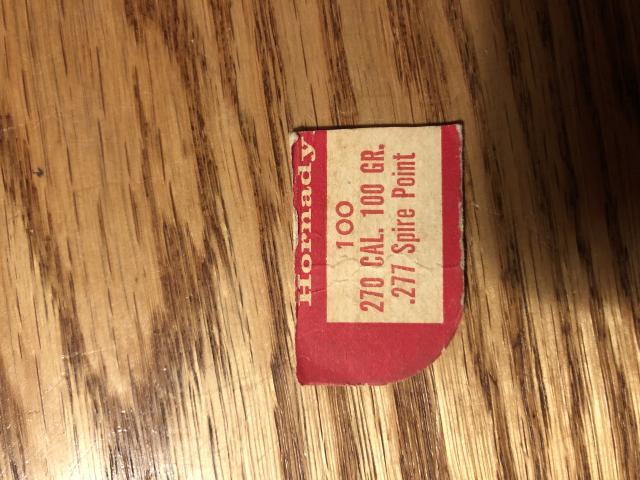 Hornady
100
270 CAL. 100 GR.
.277 Spire Point